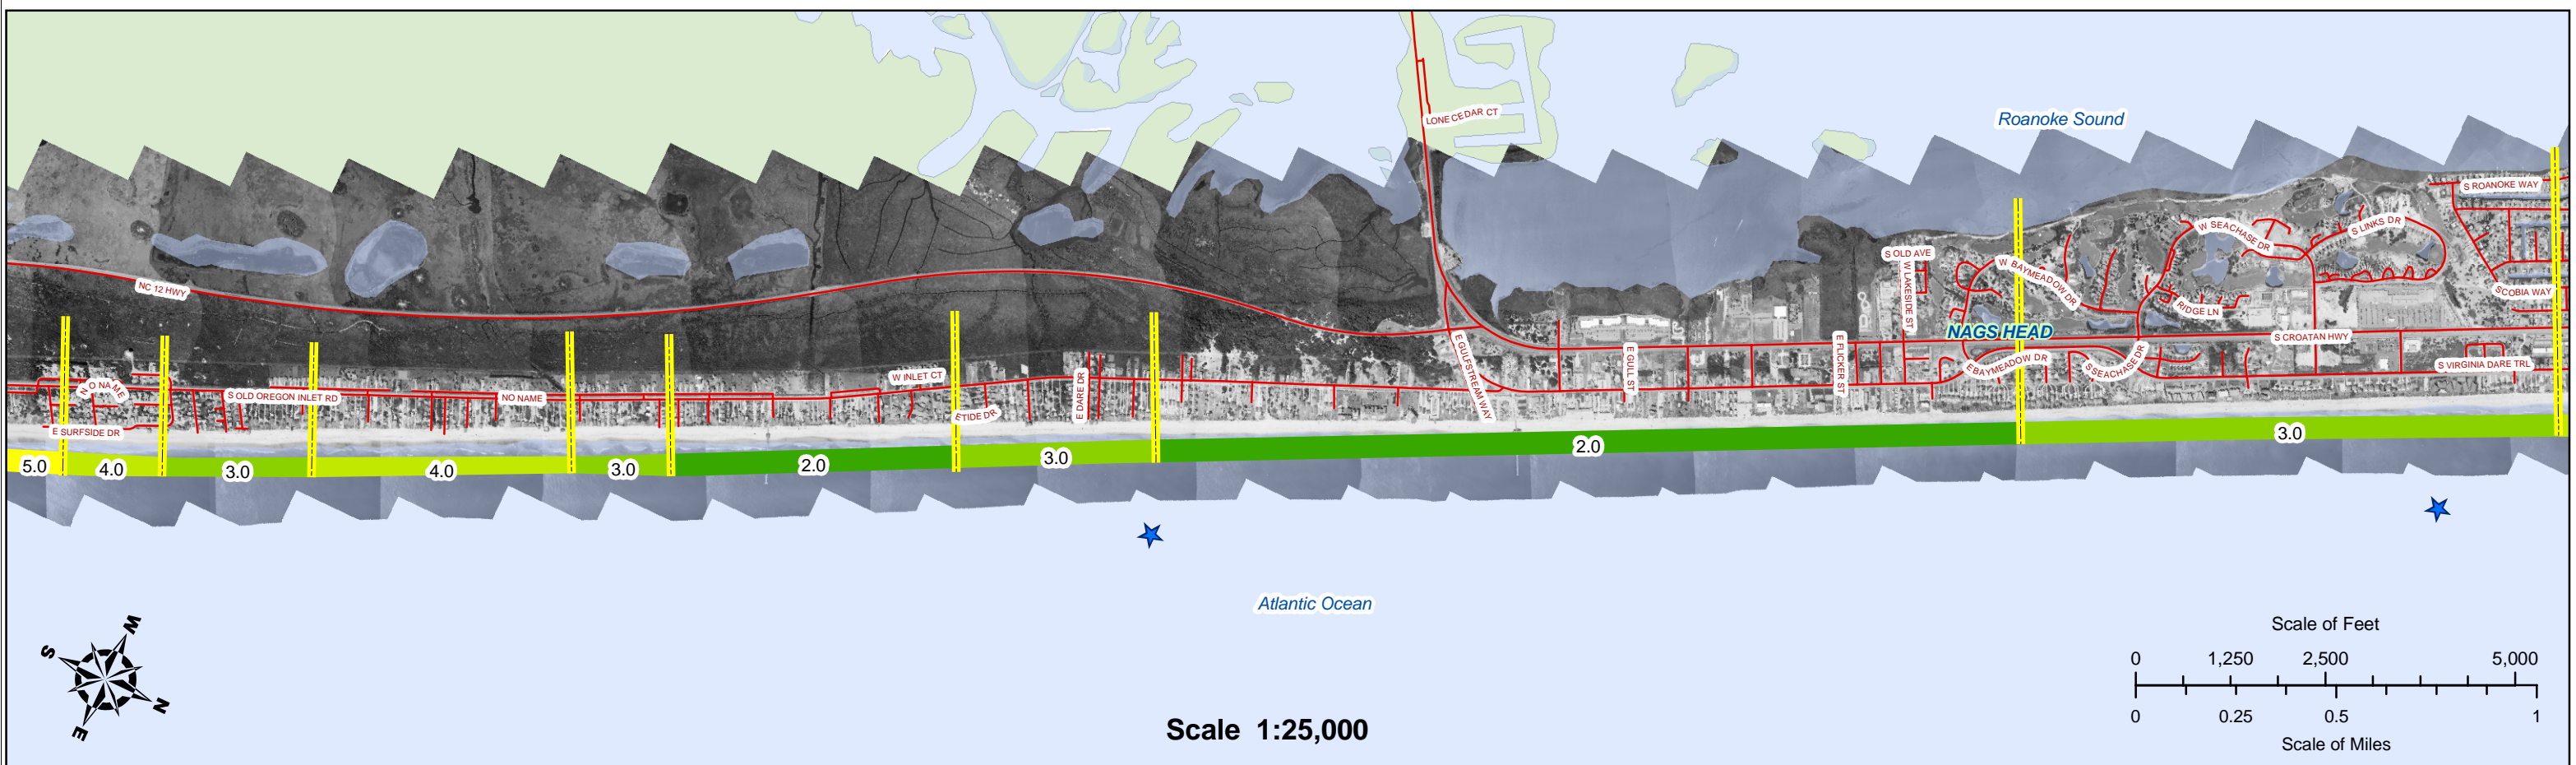 LONE CEDAR CT
Roanoke Sound
S ROANOKE WAY
S LINKS DR
W SEACHASE DR
S OLD AVE
W LAKESIDE ST
W BAYMEADOW DR
NC 12 HWY
SCOBIA WAY
RIDGE LN
NAGS HEAD
S CROATAN HWY
E GULFSTREAM WAY
E GULL ST
E FLICKER ST
E BAYMEADOW DR
S SEACHASE DR
S VIRGINIA DARE TRL
NO NAME
S OLD OREGON INLET RD
NO NAME
W INLET CT
E TIDE DR
E DARE DR
E SURFSIDE DR
5.0 4.0 3.0 4.0 3.0 2.0 3.0 2.0 3.0
Atlantic Ocean
W
S
N
E
Scale 1:25,000
Scale of Feet
0 1,250 2,500 5,000
0 0.25 0.5 1
Scale of Miles